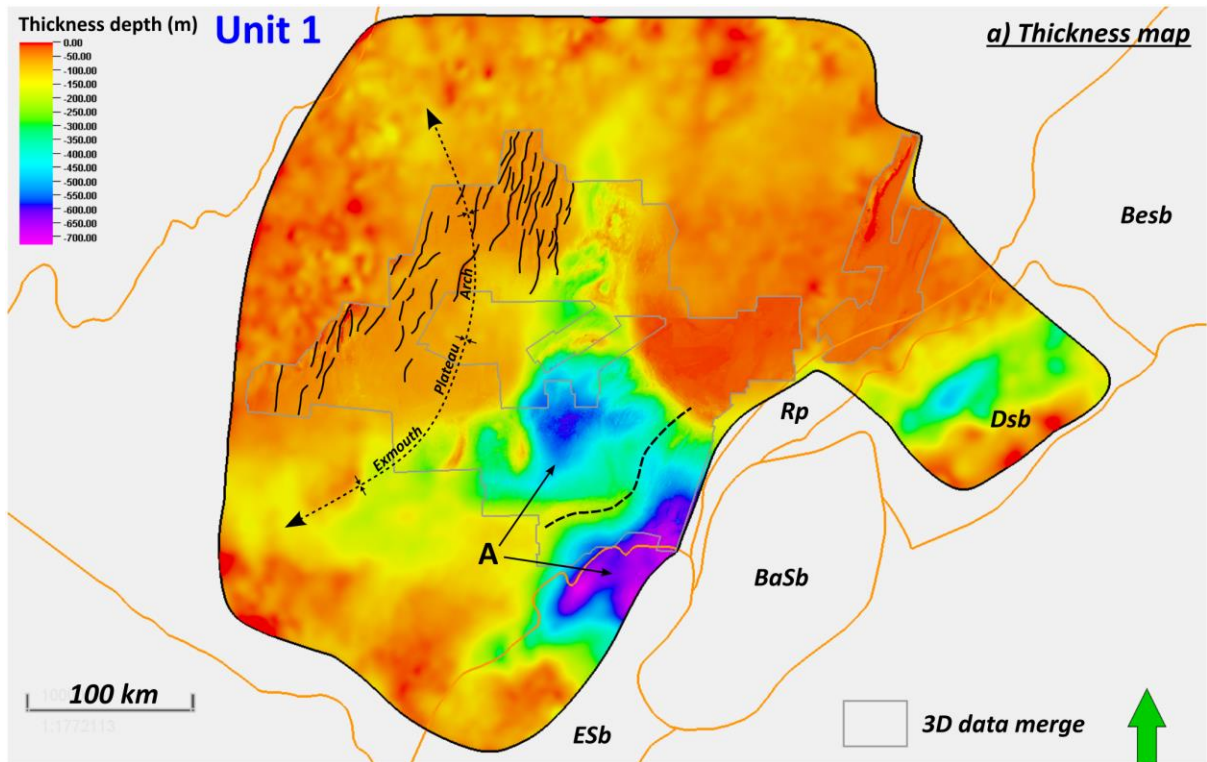 Thickness depth (m)
Unit 1
a) Thickness map
0.00
-50.00
-100.00
-150.00
-200.00
-250.00
-300.00
-350.00
-400.00
-450.00
-500.00
-550.00
-600.00
-650.00
-700.00
Besb
Arch
Plateau
Exmouth
Rp
Dsb
A
BaSb
100 km
1:1772113
ESb
3D data merge